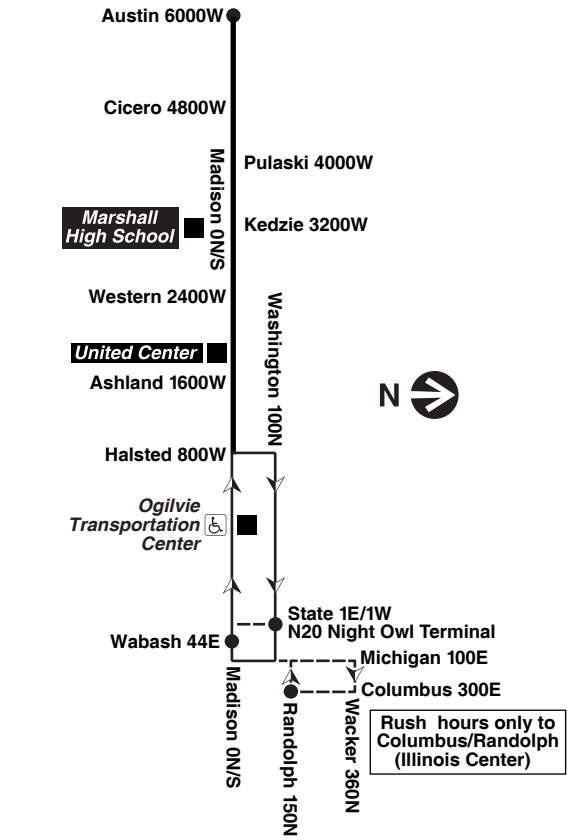 Austin 6000W
Cicero 4800W
Madison 0N/S
Pulaski 4000W
Marshall
High School
Kedzie 3200W
Western 2400W
Washington 100N
United Center
Ashland 1600W
N
Halsted 800W
Ogilvie
Transportation
Center
State 1E/1W
N20 Night Owl Terminal
Wabash 44E
Michigan 100E
Madison 0N/S
Columbus 300E
Randolph 150N
Wacker 360N
Rush hours only to
Columbus/Randolph
(Illinois Center)